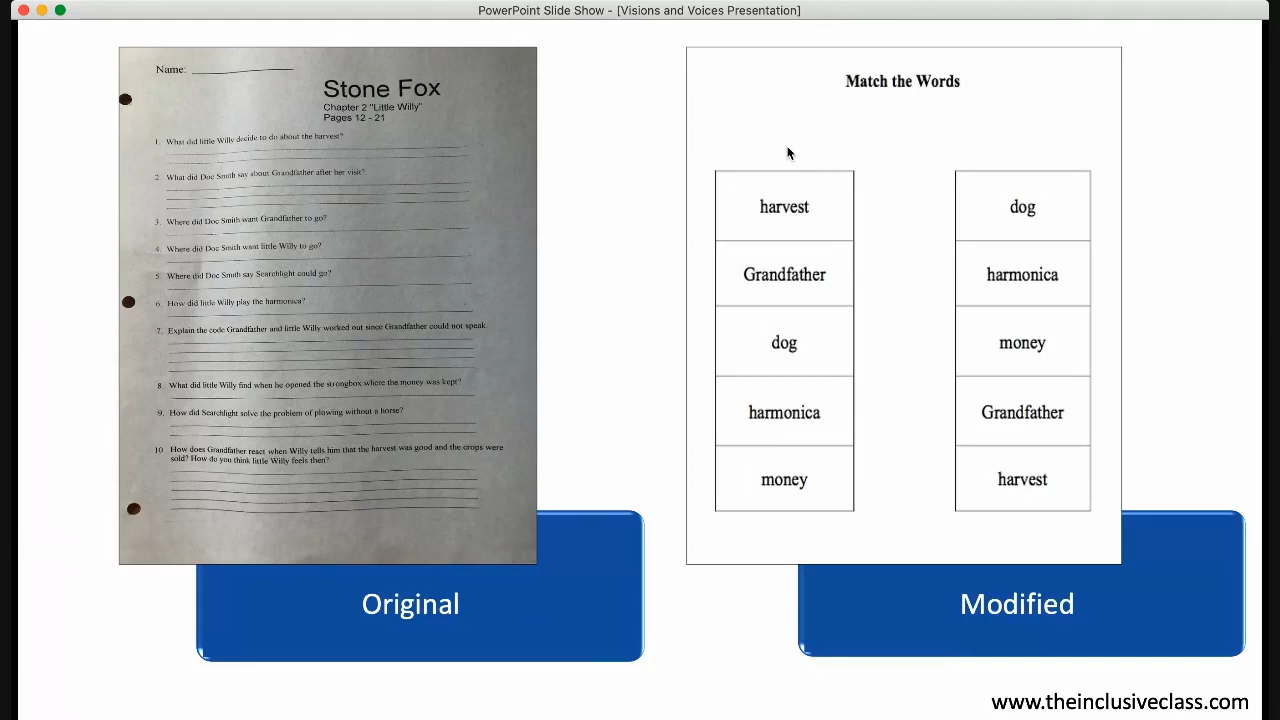 PowerPoint Slide Show - [Visions and Voices Presentation]
Name:
Stone Fox
Chapter 2 "Little Willy"
Pages 12 - 21
1. What did little Willy decide to do about the harvest?
2. What did Doc Smith say about Grandfather after her visit?
3. Where did Doc Smith want Grandfather to go?
4. Where did Doc Smith want little Willy to go?
5. Where did Doc Smith say Searchlight could go?
6. How did little Willy play the harmonica?
7. Explain the code Grandfather and little Willy worked out since Grandfather could not speak.
8. What did little Willy find when he opened the strongbox where the money was kept?
9. How did Searchlight solve the problem of plowing without a horse?
10. How does Grandfather react when Willy tells him that the harvest was good and the crops were
sold? How do you think little Willy feels then?
Original
Match the Words
harvest
Grandfather
dog
harmonica
money
dog
harmonica
money
Grandfather
harvest
Modified
www.theinclusiveclass.com